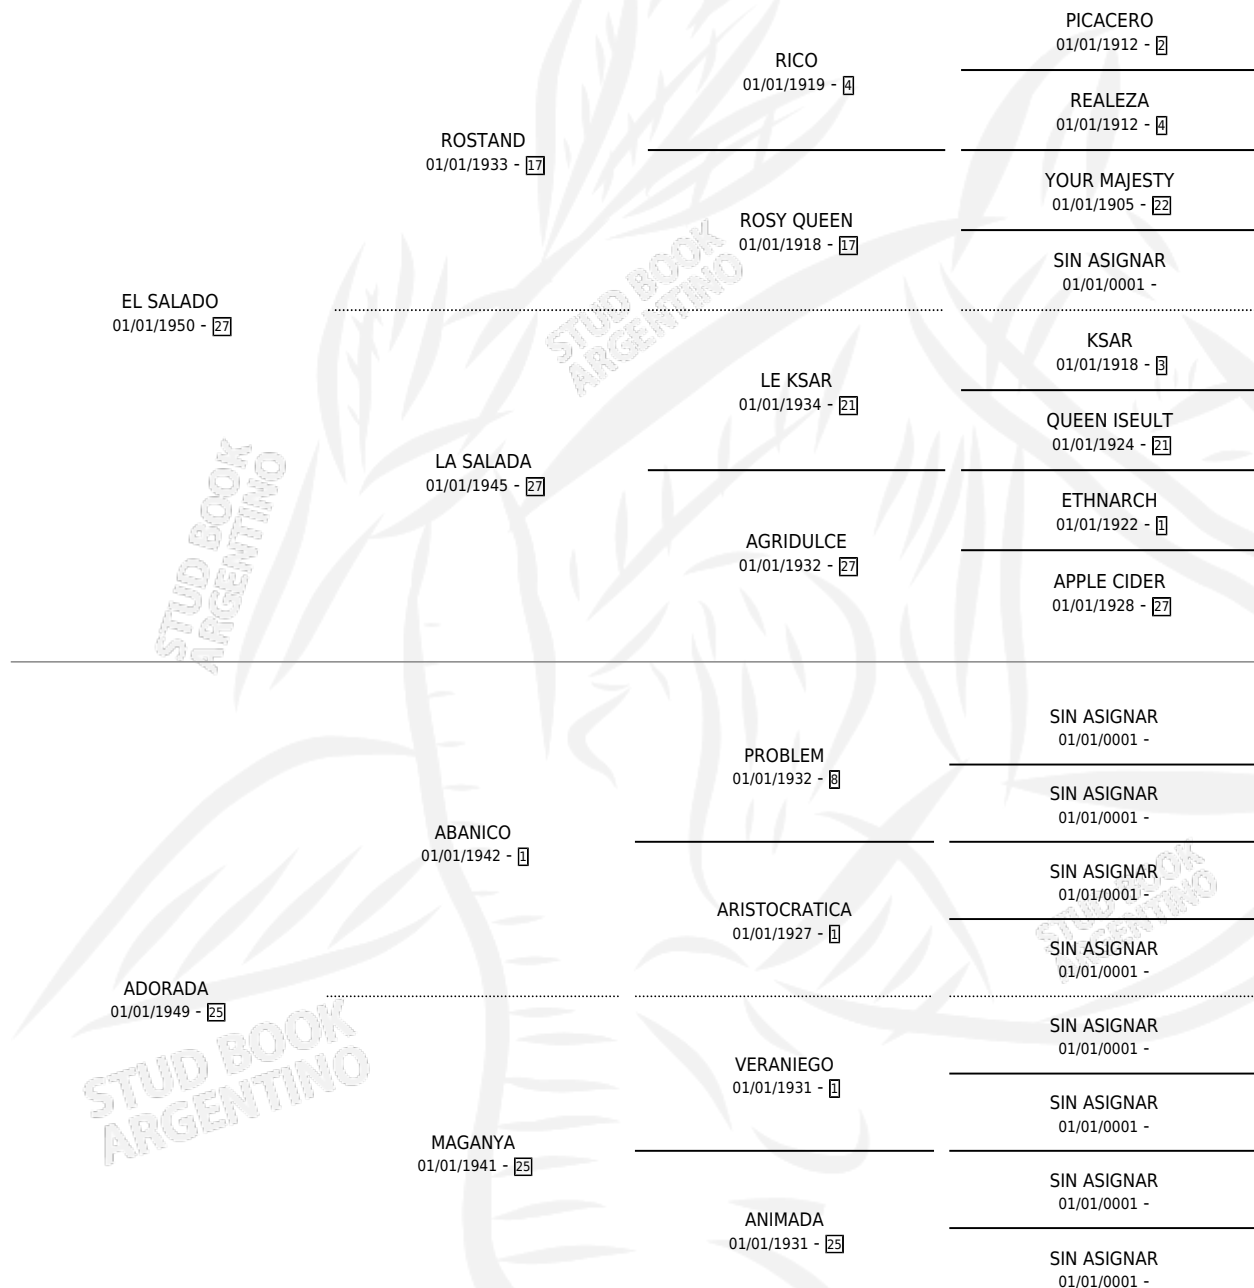 PICACERO
01/01/1912 - 2
RICO
01/01/1919 - 4
REALEZA
01/01/1912 - 4
ROSTAND
01/01/1933 - 17
YOUR MAJESTY
01/01/1905 - 22
ROSY QUEEN
01/01/1918 - 17
SIN ASIGNAR
01/01/0001 -
EL SALADO
01/01/1950 - 27
KSAR
01/01/1918 - 3
LE KSAR
01/01/1934 - 21
QUEEN ISEULT
01/01/1924 - 21
LA SALADA
01/01/1945 - 27
ETHNARCH
01/01/1922 - 1
AGRIDULCE
01/01/1932 - 27
APPLE CIDER
01/01/1928 - 27
SIN ASIGNAR
01/01/0001 -
PROBLEM
01/01/1932 - 8
SIN ASIGNAR
01/01/0001 -
ABANICO
01/01/1942 - 1
SIN ASIGNAR
01/01/0001 -
ARISTOCRATICA
01/01/1927 - 1
SIN ASIGNAR
01/01/0001 -
ADORADA
01/01/1949 - 25
SIN ASIGNAR
01/01/0001 -
VERANIEGO
01/01/1931 - 1
SIN ASIGNAR
01/01/0001 -
MAGANYA
01/01/1941 - 25
SIN ASIGNAR
01/01/0001 -
ANIMADA
01/01/1931 - 25
SIN ASIGNAR
01/01/0001 -
STUD BOOK
ARGENTINO
STUD BOOK
ARGENTINO
STUD BOOK
ARGENTINO
STUD BOOK
ARGENTINO